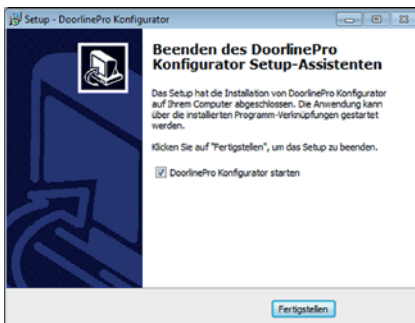 Setup - DoorlinePro Konfigurator
Beenden des DoorlinePro
Konfigurator Setup-Assistenten
Das Setup hat die Installation von DoorlinePro Konfigurator
auf Ihrem Computer abgeschlossen. Die Anwendung kann
über die installierten Programm-Verknüpfungen gestartet
werden.
Klicken Sie auf "Fertigstellen", um das Setup zu beenden.
DoorlinePro Konfigurator starten
Fertigstellen